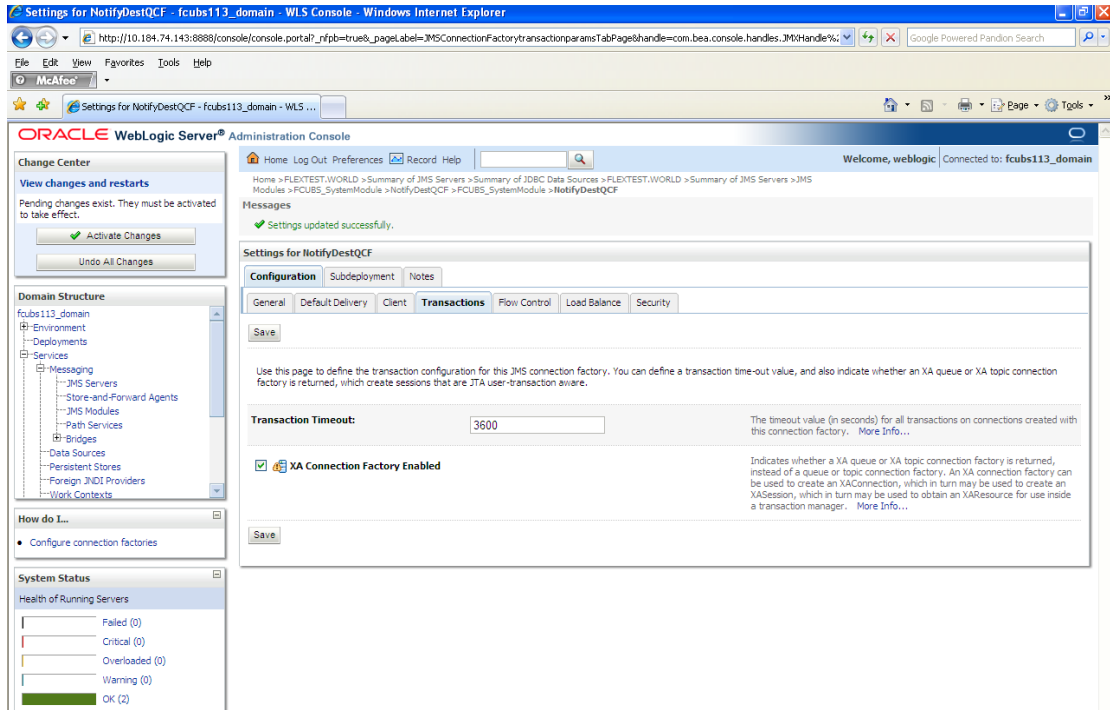 Settings for NotifyDestQCF - fcubs113_domain - WLS Console - Windows Internet Explorer
http://10.184.74.143:8888/console/console.portal?_nfpb=true&_pageLabel=JMSConnectionFactorytransactionparamsTabPage&handle=com.bea.console.handles.JMXHandle%
Google Powered Pandion Search
File Edit View Favorites Tools Help
McAfee
Settings for NotifyDestQCF - fcubs113_domain - WLS ...
Page Tools
ORACLE WebLogic Server® Administration Console
Change Center
View changes and restarts
Pending changes exist. They must be activated
to take effect.
Activate Changes
Undo All Changes
Domain Structure
fcubs113_domain
Environment
Deployments
Services
Messaging
JMS Servers
Store-and-Forward Agents
JMS Modules
Path Services
Bridges
Data Sources
Persistent Stores
Foreign JNDI Providers
Work Contexts
How do I...
Configure connection factories
System Status
Health of Running Servers
Failed (0)
Critical (0)
Overloaded (0)
Warning (0)
OK (2)
Home Log Out Preferences Record Help
Welcome, weblogic Connected to: fcubs113_domain
Home >FLEXTEST.WORLD >Summary of JMS Servers >Summary of JDBC Data Sources >FLEXTEST.WORLD >Summary of JMS Servers >JMS
Modules >FCUBS_SystemModule >NotifyDestQCF >FCUBS_SystemModule >NotifyDestQCF
Messages
Settings updated successfully.
Settings for NotifyDestQCF
Configuration Subdeployment Notes
General Default Delivery Client Transactions Flow Control Load Balance Security
Save
Use this page to define the transaction configuration for this JMS connection factory. You can define a transaction time-out value, and also indicate whether an XA queue or XA topic connection
factory is returned, which create sessions that are JTA user-transaction aware.
Transaction Timeout:
3600
The timeout value (in seconds) for all transactions on connections created with
this connection factory. More Info...
XA Connection Factory Enabled
Indicates whether a XA queue or XA topic connection factory is returned,
instead of a queue or topic connection factory. An XA connection factory can
be used to create an XAConnection, which in turn may be used to create an
XASession, which in turn may be used to obtain an XAResource for use inside
a transaction manager. More Info...
Save